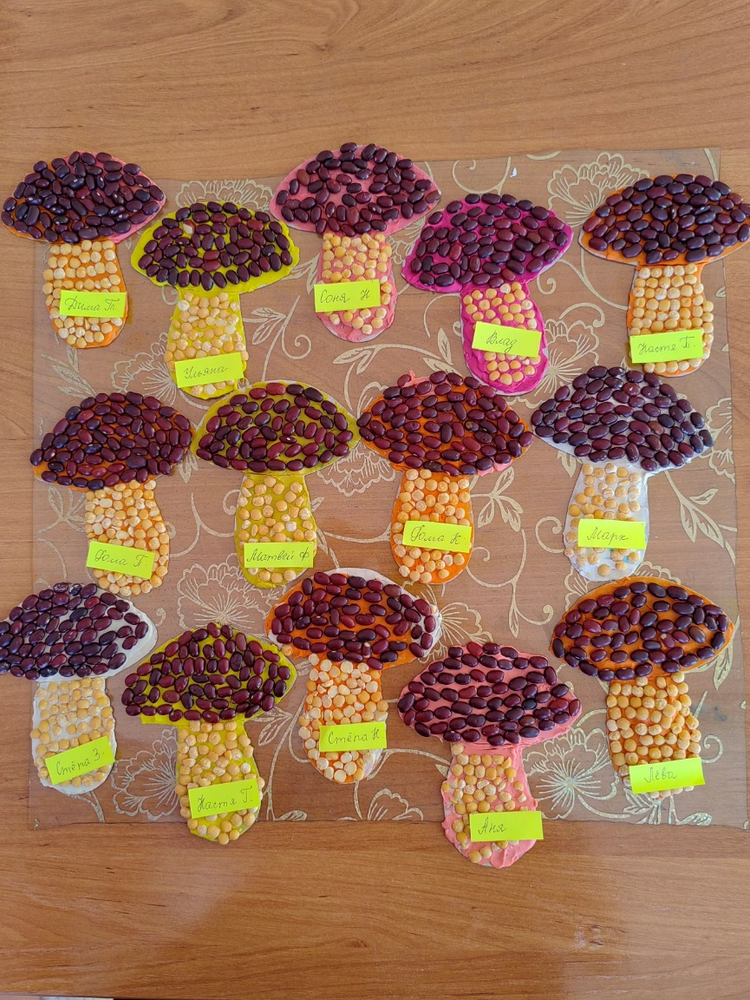 Дима Т.
Ульяна
Соня Н
Влад
Настя П.
Фома П.
Матвей Ф
Фома К
Марк
Стёпа З.
Настя Г.
Стёпа Н
Аня
Лёва